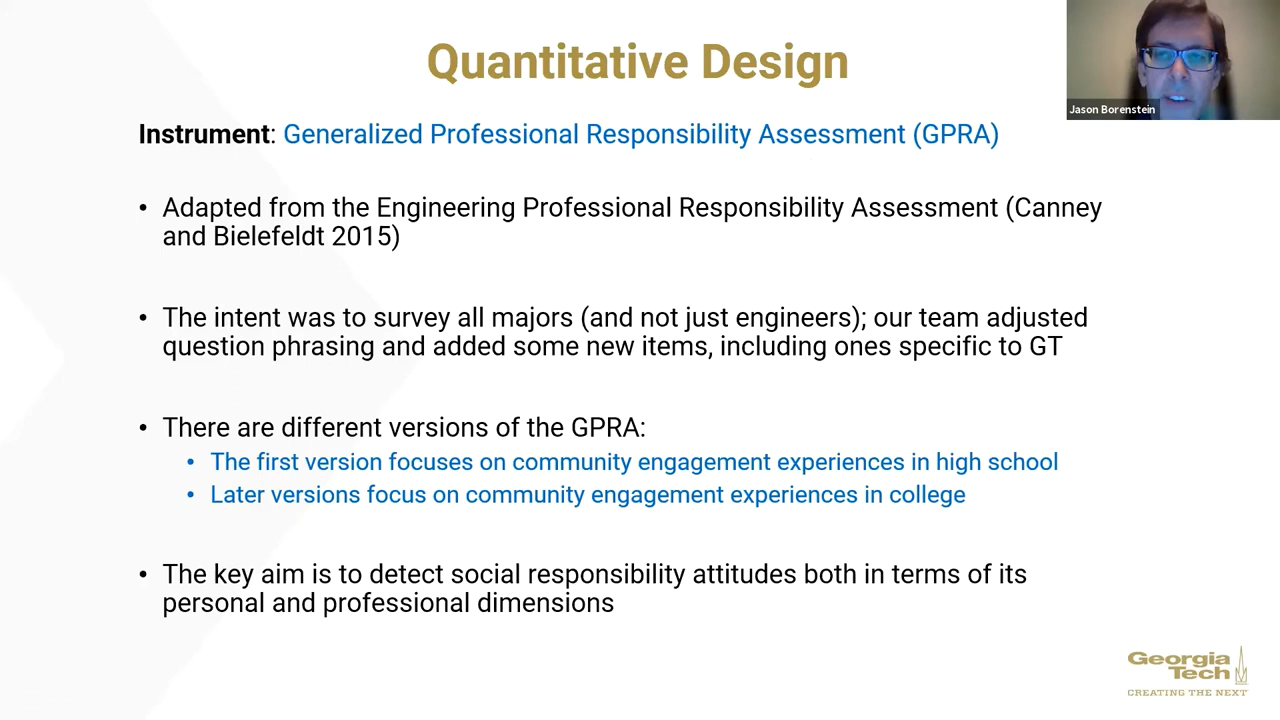 Quantitative Design
Jason Borenstein
Instrument: Generalized Professional Responsibility Assessment (GPRA)
• Adapted from the Engineering Professional Responsibility Assessment (Canney
and Bielefeldt 2015)
• The intent was to survey all majors (and not just engineers); our team adjusted
question phrasing and added some new items, including ones specific to GT
• There are different versions of the GPRA:
• The first version focuses on community engagement experiences in high school
• Later versions focus on community engagement experiences in college
• The key aim is to detect social responsibility attitudes both in terms of its
personal and professional dimensions
Georgia
Tech
CREATING THE NEXT